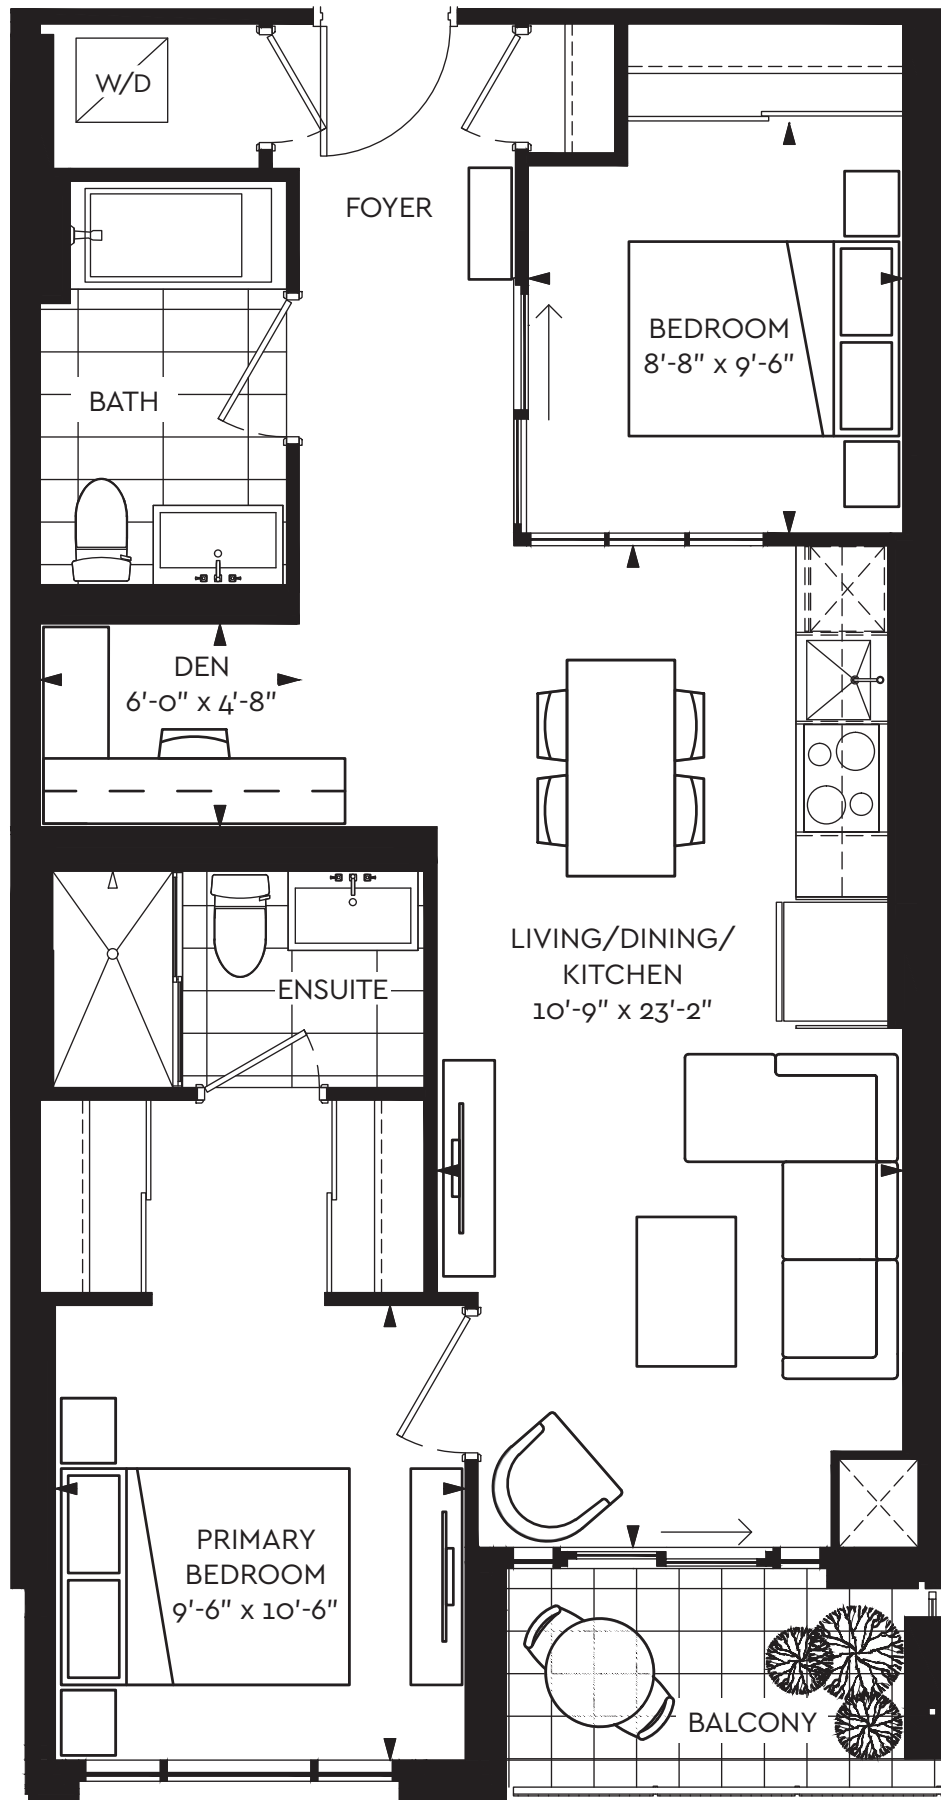 W/D
FOYER
BEDROOM
8'-8" x 9'-6"
BATH
DEN
6'-0" x 4'-8"
LIVING/DINING/
KITCHEN
10'-9" x 23'-2"
ENSUITE
PRIMARY
BEDROOM
9'-6" x 10'-6"
BALCONY